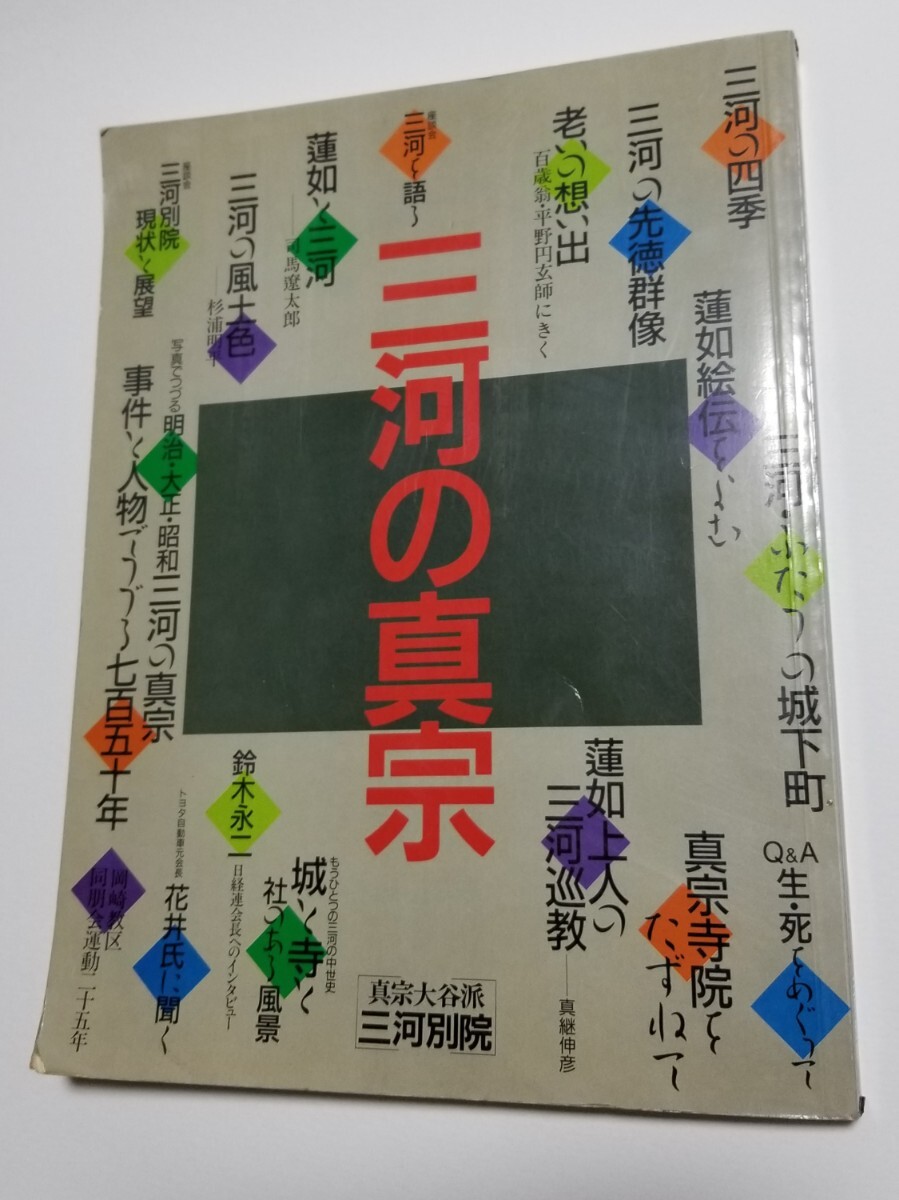 三河の真宗
三河の四季
三河の先徳群像
老いの想い出
百歳翁・平野円玄師にきく
座談会
三河を語る
蓮如と三河
──司馬遼太郎
三河の風土色
──杉浦明平
座談会
三河別院
現状と展望
蓮如絵伝をよむ
三河・ふたつの城下町
写真でつづる
明治・大正・昭和三河の真宗
事件と人物でつづる七百五十年
蓮如上人の
三河巡教
──真継伸彦
真宗寺院を
たずねて
Q&A
生・死をめぐって
鈴木永二
日経連会長へのインタビュー
もうひとつの三河の中世史
城と寺と
社のある風景
トヨタ自動車元会長
花井氏に聞く
岡崎教区
同朋会運動二十五年
真宗大谷派
三河別院